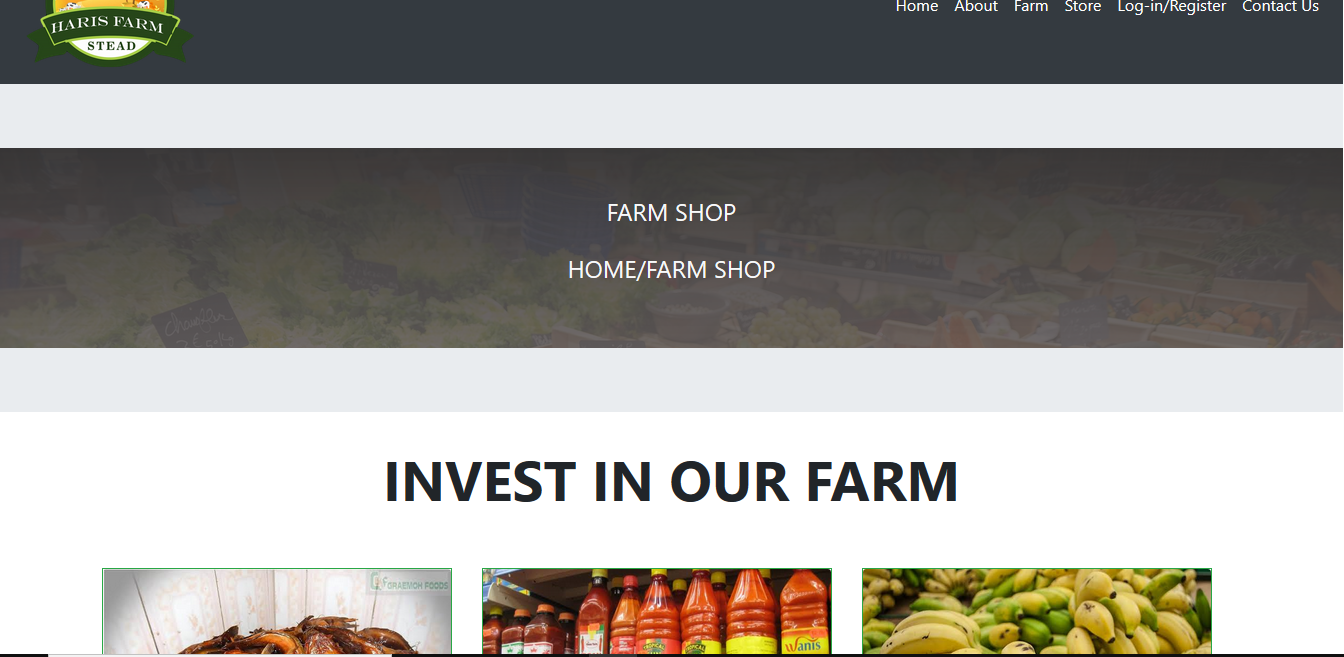 HARIS FARM
STEAD
Home About Farm Store Log-in/Register Contact Us
FARM SHOP
HOME/FARM SHOP
INVEST IN OUR FARM
GRAEMOH FOODS
Wanis